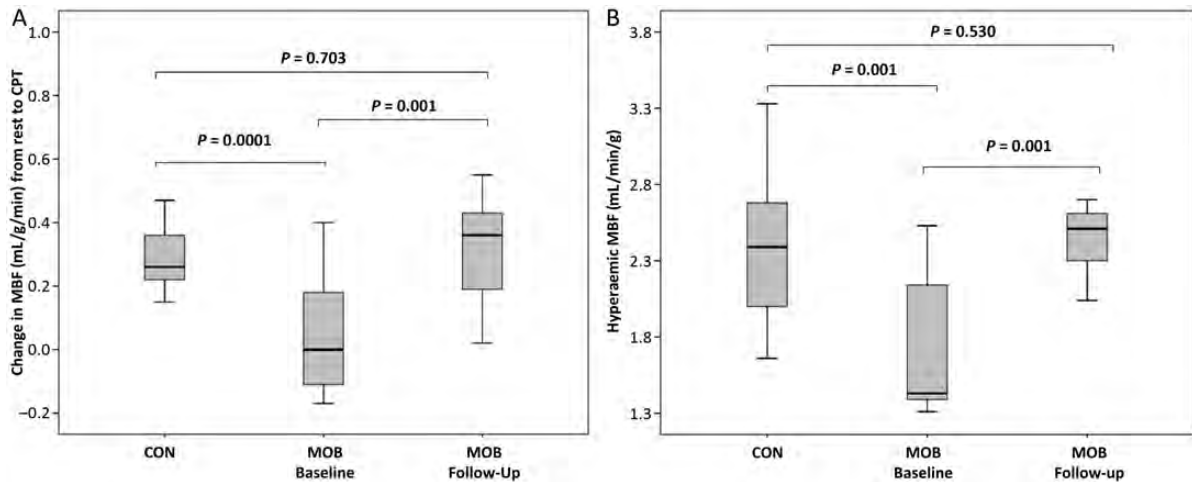 A
Change in MBF (mL/g/min) from rest to CPT
1.0
0.8
0.6
0.4
0.2
0.0
−0.2
P = 0.703
P = 0.001
P = 0.0001
CON
MOB
Baseline
MOB
Follow-Up
B
Hyperaemic MBF (mL/min/g)
3.8
3.3
2.8
2.3
1.8
1.3
P = 0.530
P = 0.001
P = 0.001
CON
MOB
Baseline
MOB
Follow-up